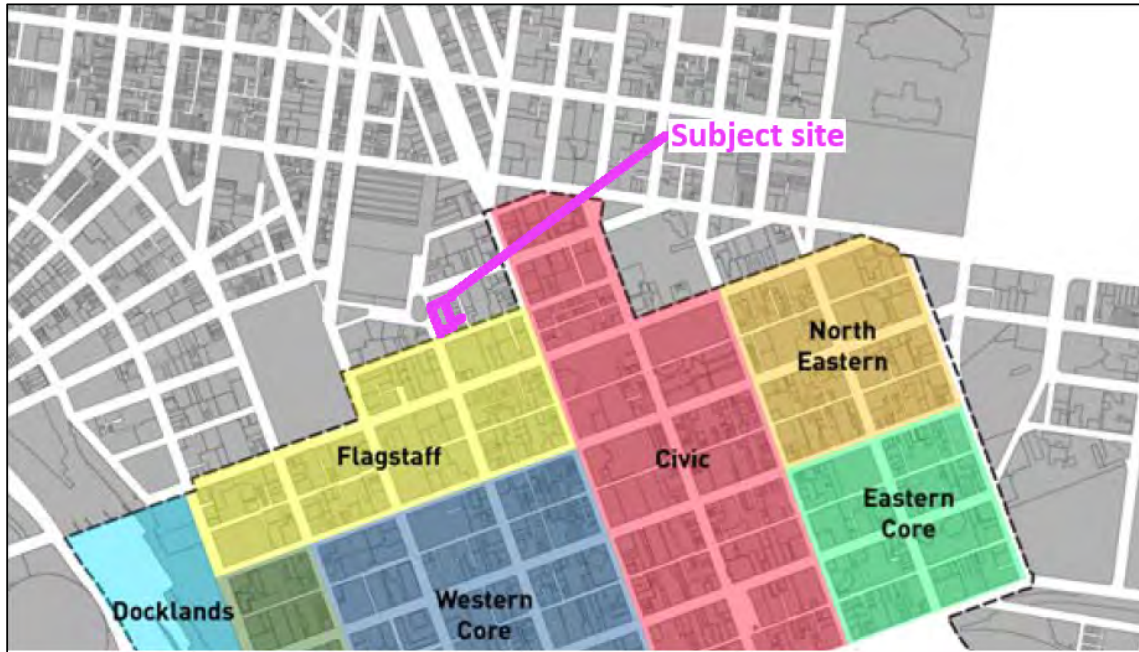 Subject site
North
Eastern
Flagstaff
Civic
Eastern
Core
Docklands
Western
Core